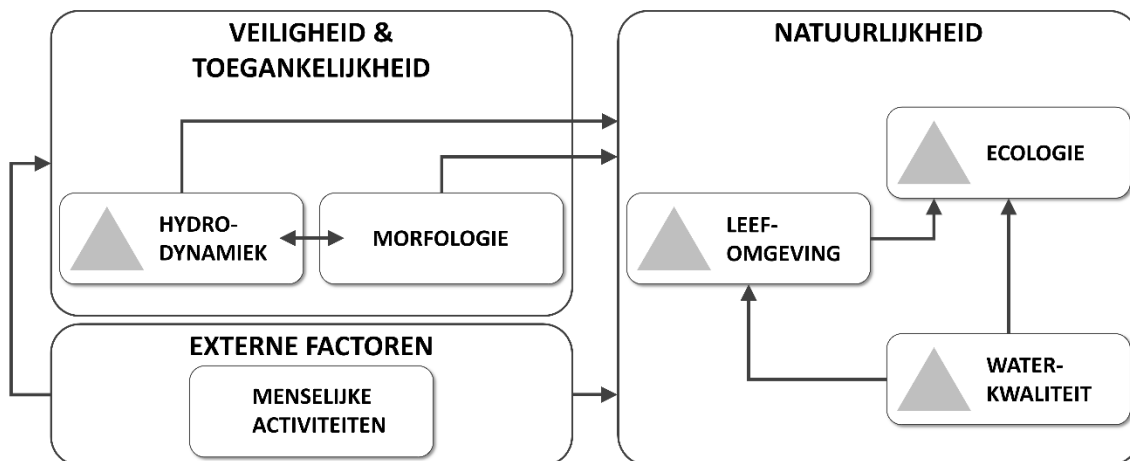 VEILIGHEID &
TOEGANKELIJKHEID
HYDRO-
DYNAMIEK
MORFOLOGIE
EXTERNE FACTOREN
MENSELIJKE
ACTIVITEITEN
NATUURLIJKHEID
ECOLOGIE
LEEF-
OMGEVING
WATER-
KWALITEIT